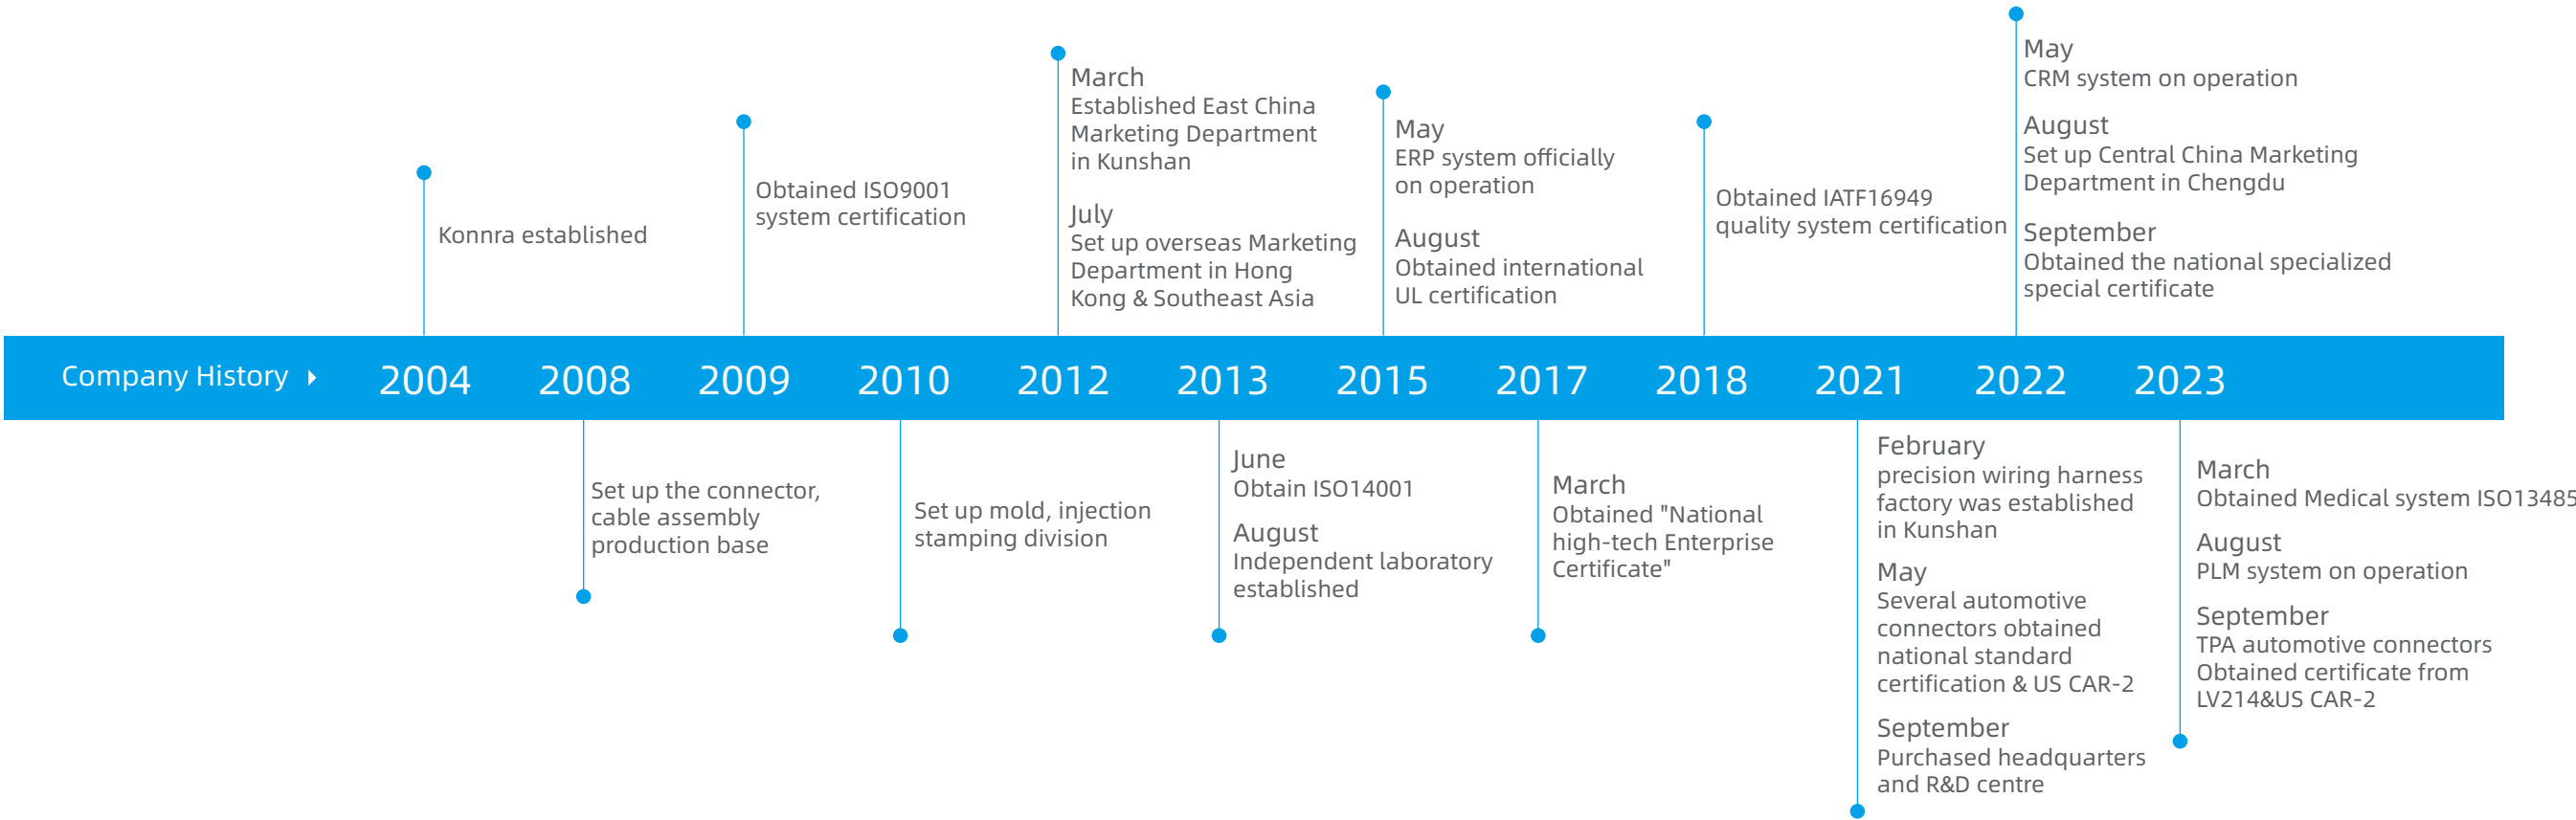 May
CRM system on operation
August
Set up Central China Marketing
Department in Chengdu
September
Obtained the national specialized
special certificate
March
Established East China
Marketing Department
in Kunshan
July
Set up overseas Marketing
Department in Hong
Kong & Southeast Asia
May
ERP system officially
on operation
August
Obtained international
UL certification
Obtained ISO9001
system certification
Obtained IATF16949
quality system certification
Konnra established
Company History
2004 2008 2009 2010 2012 2013 2015 2017 2018 2021 2022 2023
Set up the connector,
cable assembly
production base
Set up mold, injection
stamping division
June
Obtain ISO14001
August
Independent laboratory
established
March
Obtained "National
high-tech Enterprise
Certificate"
February
precision wiring harness
factory was established
in Kunshan
May
Several automotive
connectors obtained
national standard
certification & US CAR-2
September
Purchased headquarters
and R&D centre
March
Obtained Medical system ISO13485
August
PLM system on operation
September
TPA automotive connectors
Obtained certificate from
LV214&US CAR-2